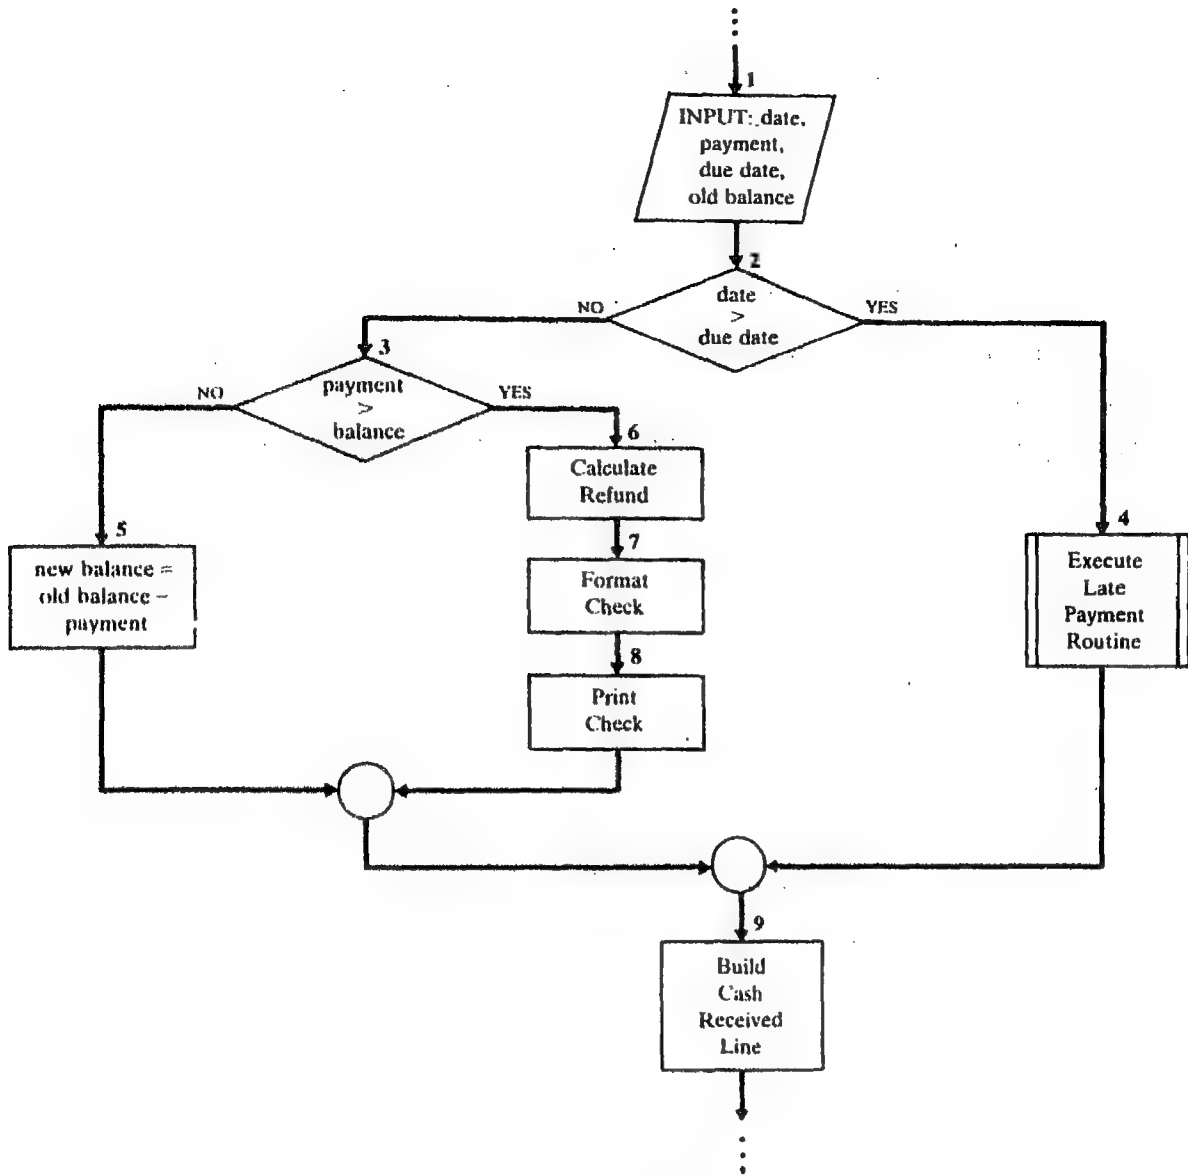 1
INPUT: date,
payment,
due date,
old balance
2
date
>
due date
NO
YES
3
payment
>
balance
NO
YES
6
Calculate
Refund
5
new balance =
old balance –
payment
7
Format
Check
4
Execute
Late
Payment
Routine
8
Print
Check
9
Build
Cash
Received
Line